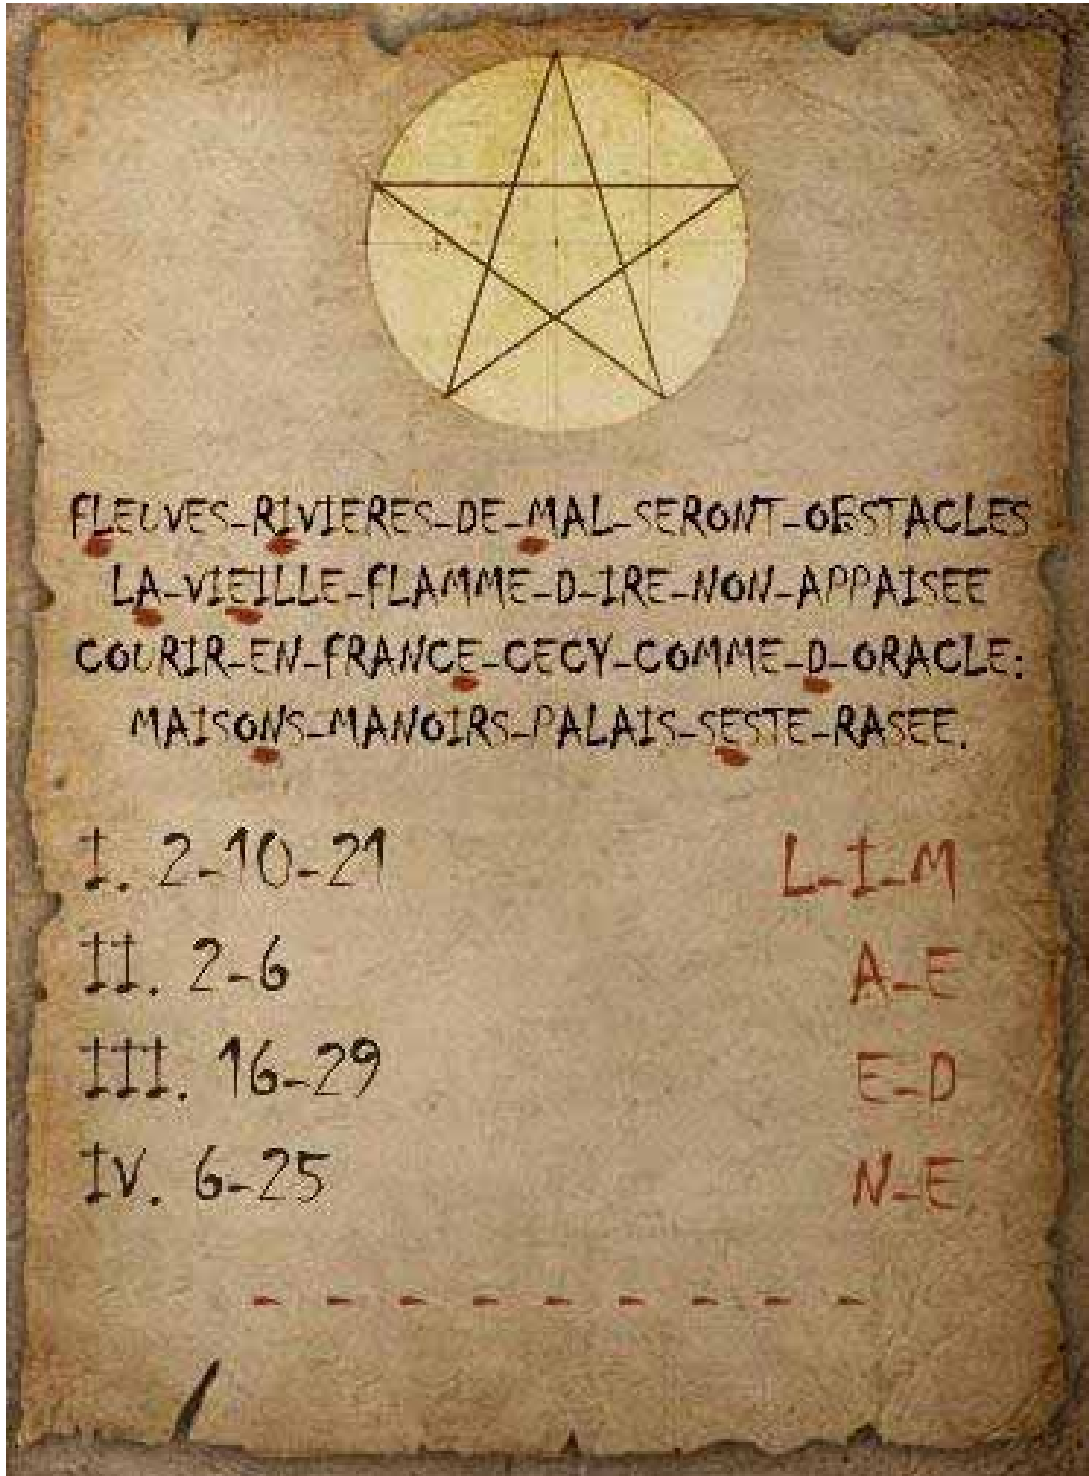 FLEUVES-RIVIERES-DE-MAL-SERONT-OBSTACLES
LA-VIEILLE-FLAMME-D-IRE-NON-APPAISEE
COURIR-EN-FRANCE-CECY-COMME-D-ORACLE:
MAISONS-MANOIRS-PALAIS-SESTE-RASEE.
I. 2-10-21 L-I-M
II. 2-6 A-E
III. 16-29 E-D
IV. 6-25 N-E
- - - - - - - - -